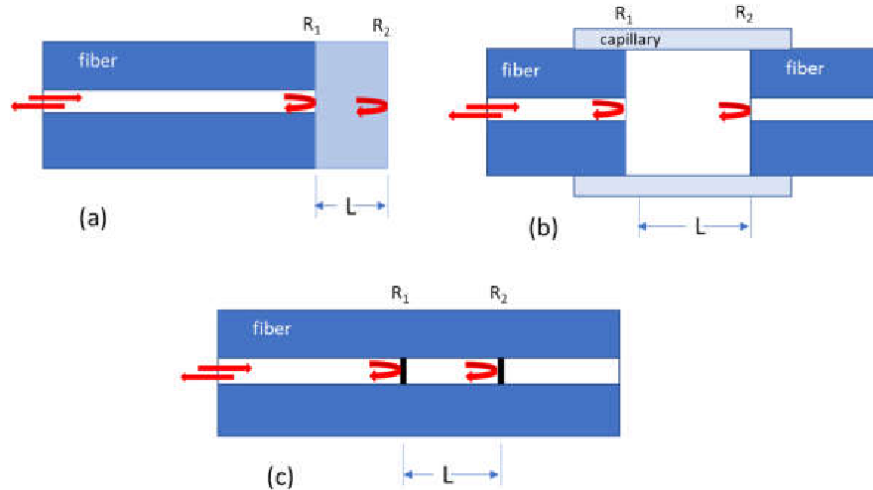 R1 R2
fiber
L
(a)
R1 R2
capillary
fiber fiber
L
(b)
R1 R2
fiber
L
(c)